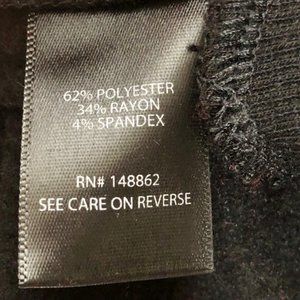 62% POLYESTER
34% RAYON
4% SPANDEX
RN# 148862
SEE CARE ON REVERSE